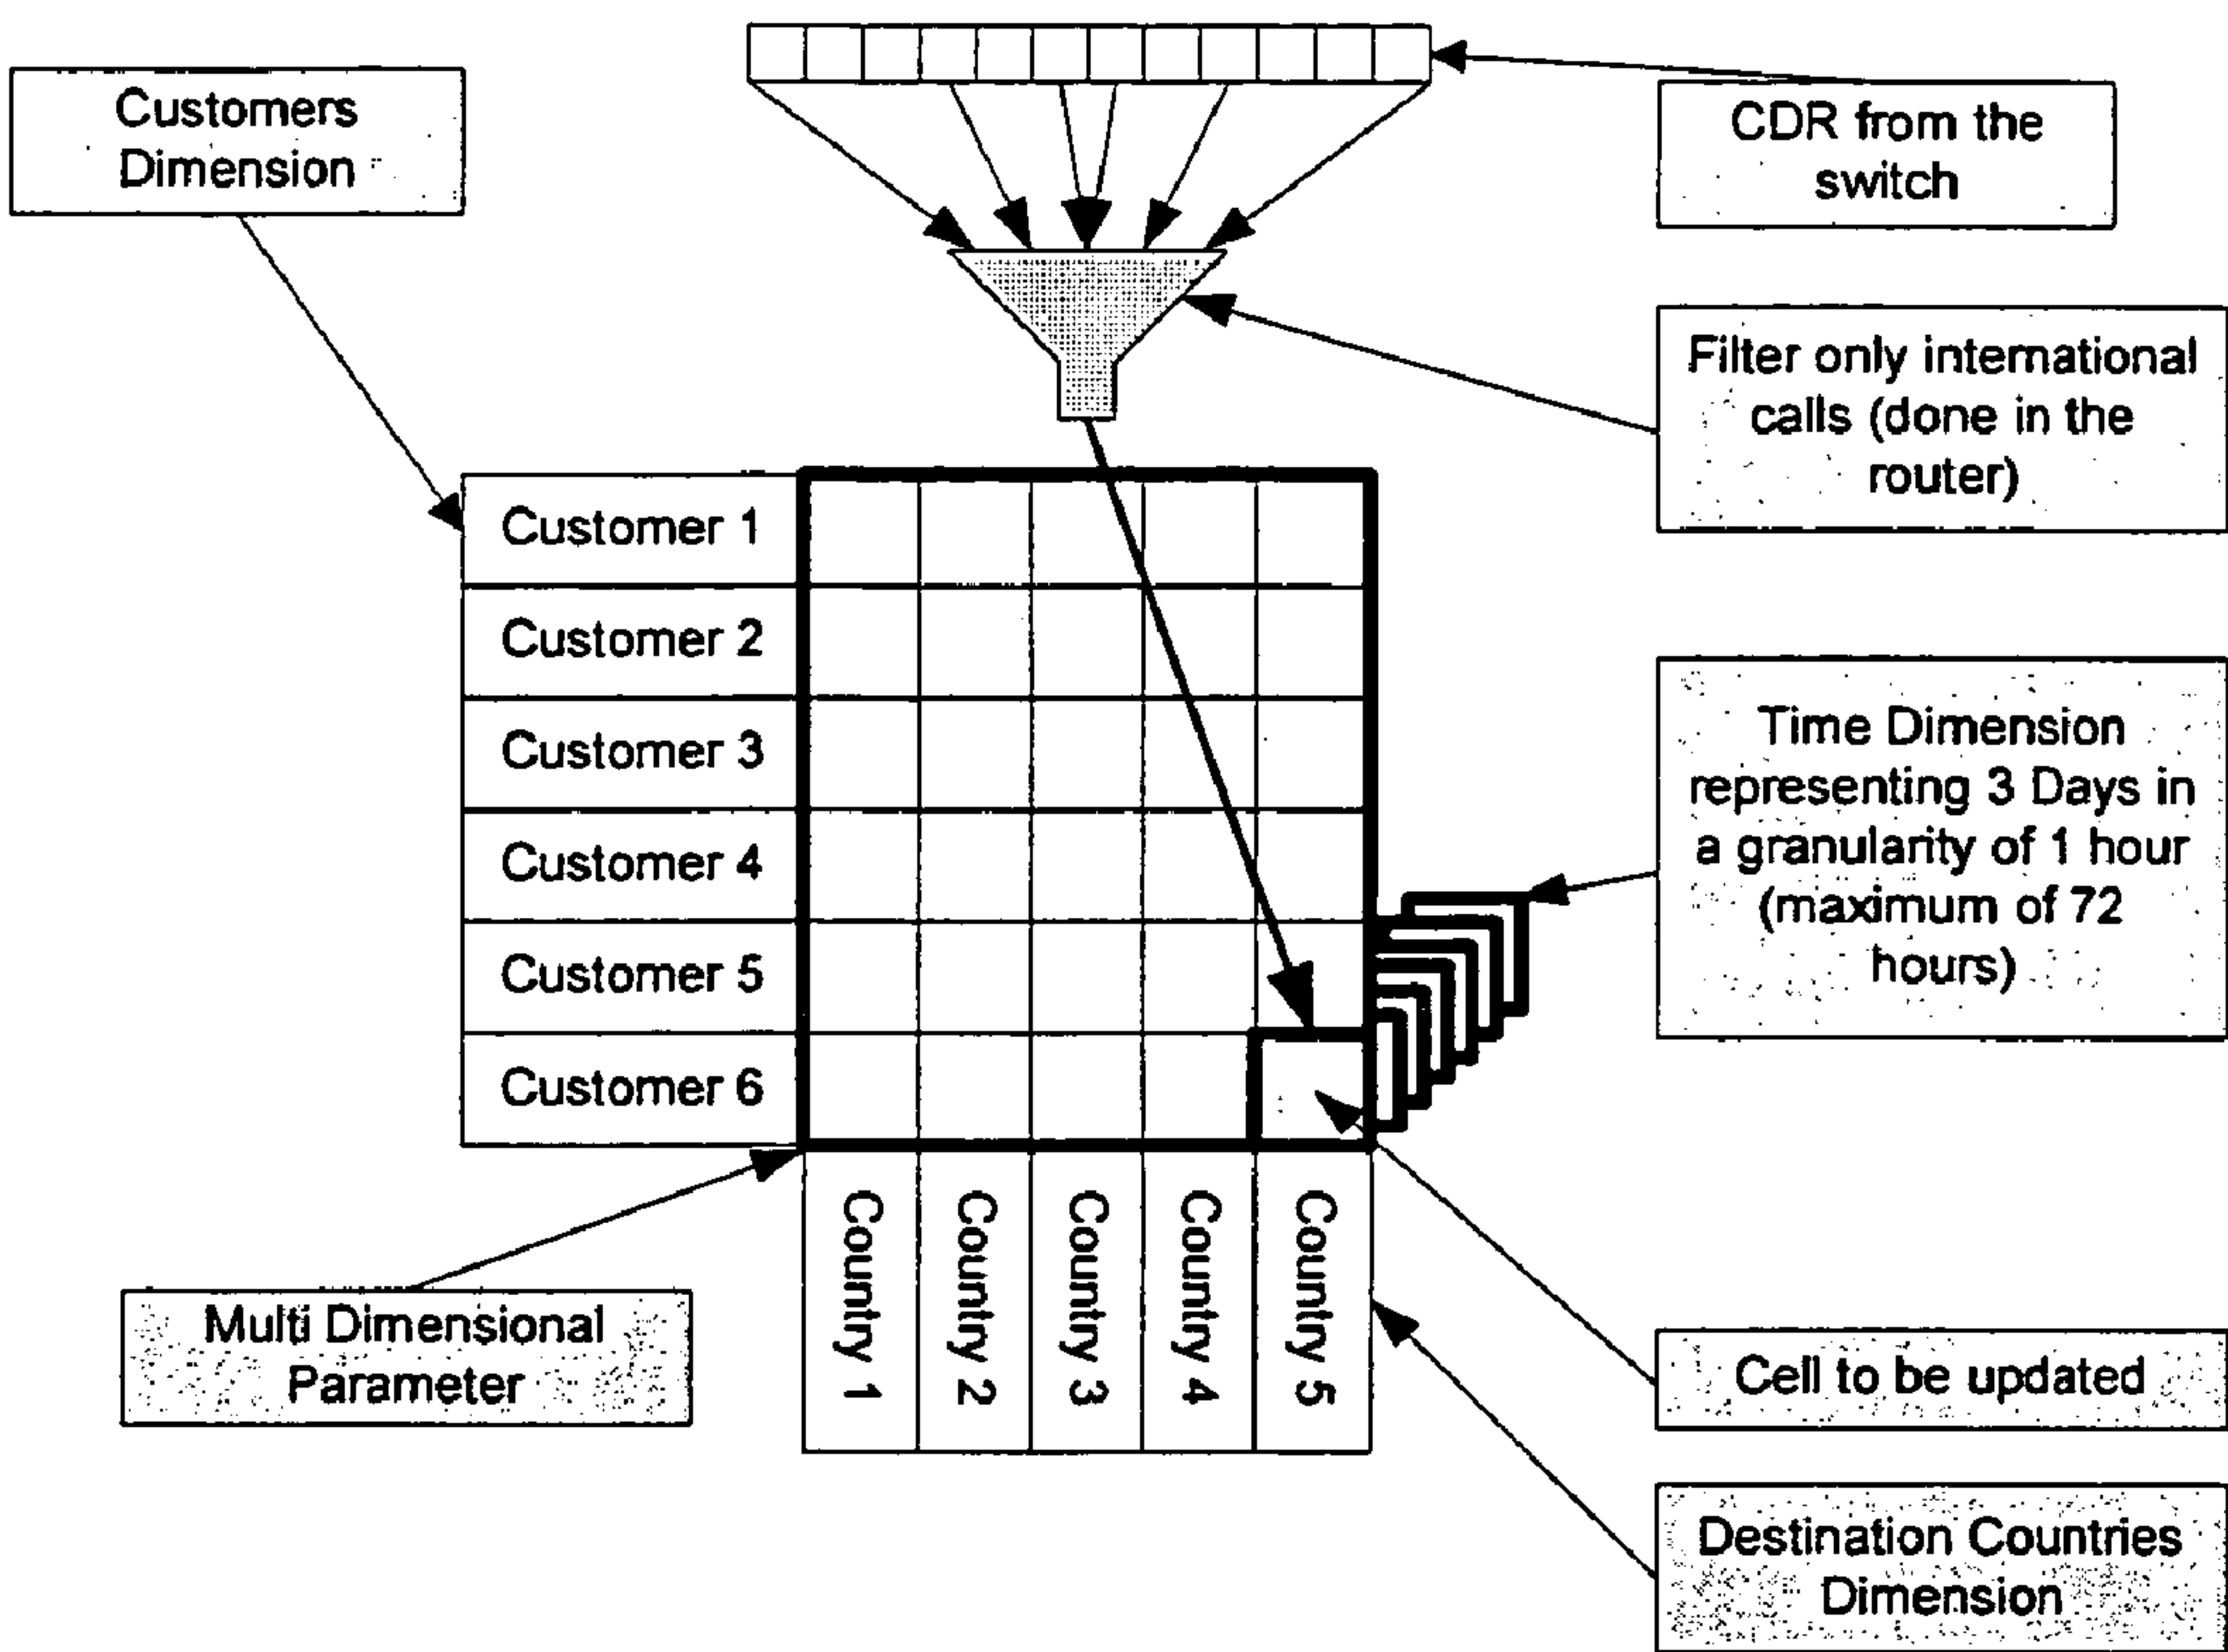 Customers
Dimension
CDR from the
switch
Filter only international
calls (done in the
router)
Customer 1
Customer 2
Customer 3
Customer 4
Customer 5
Customer 6
Time Dimension
representing 3 Days in
a granularity of 1 hour
(maximum of 72
hours)
Multi Dimensional
Parameter
Country 1
Country 2
Country 3
Country 4
Country 5
Cell to be updated
Destination Countries
Dimension